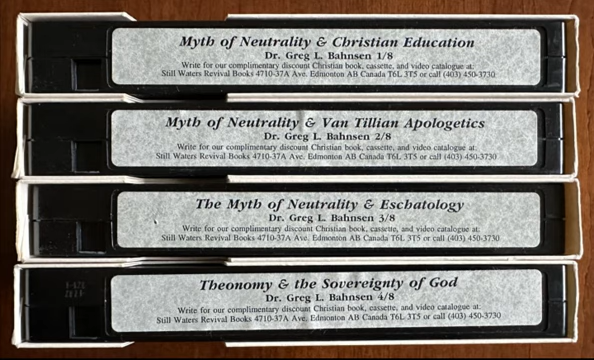 Myth of Neutrality & Christian Education
Dr. Greg L. Bahnsen 1/8
Write for our complimentary discount Christian book, cassette, and video catalogue at:
Still Waters Revival Books 4710-37A Ave. Edmonton AB Canada T6L 3T5 or call (403) 450-3730
Myth of Neutrality & Van Tillian Apologetics
Dr. Greg L. Bahnsen 2/8
Write for our complimentary discount Christian book, cassette, and video catalogue at:
Still Waters Revival Books 4710-37A Ave. Edmonton AB Canada T6L 3T5 or call (403) 450-3730
The Myth of Neutrality & Eschatology
Dr. Greg L. Bahnsen 3/8
Write for our complimentary discount Christian book, cassette, and video catalogue at:
Still Waters Revival Books 4710-37A Ave. Edmonton AB Canada T6L 3T5 or call (403) 450-3730
Theonomy & the Sovereignty of God
Dr. Greg L. Bahnsen 4/8
Write for our complimentary discount Christian book, cassette, and video catalogue at:
Still Waters Revival Books 4710-37A Ave. Edmonton AB Canada T6L 3T5 or call (403) 450-3730